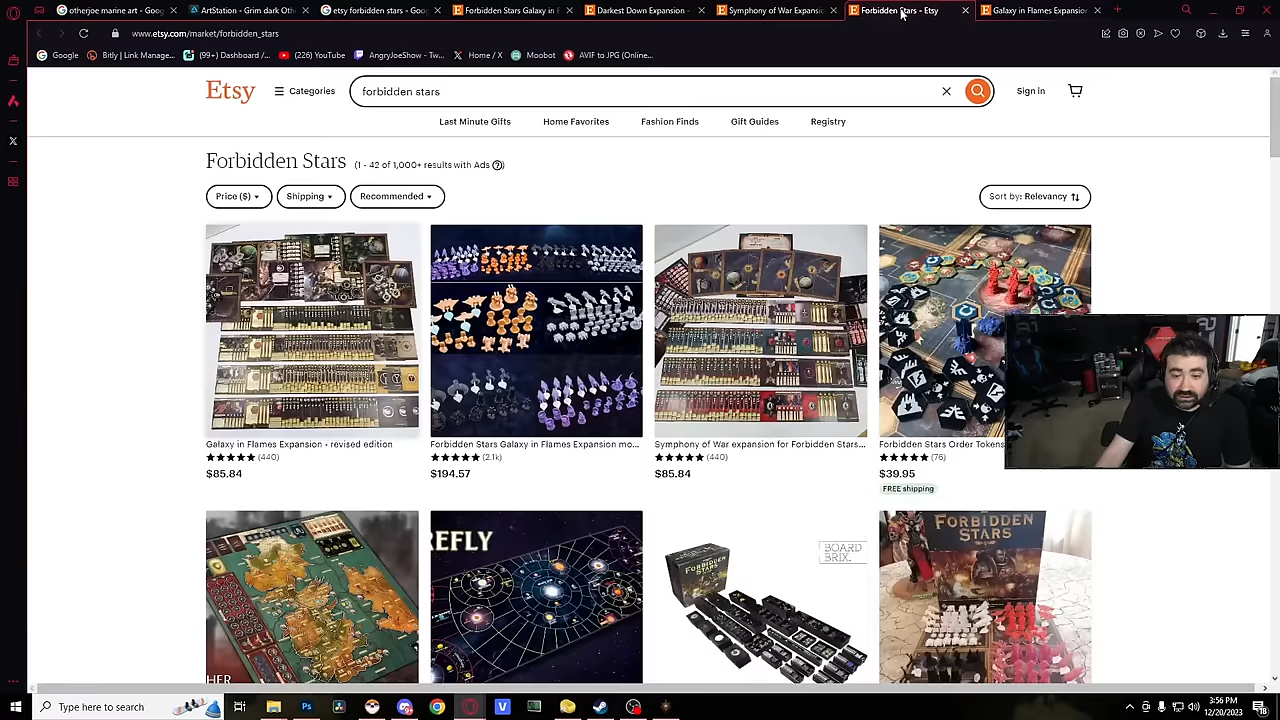 otherjoe marine art - Goog
ArtStation - Grim dark Oth
etsy forbidden stars - Goo
Forbidden Stars Galaxy in F
Darkest Down Expansion -
Symphony of War Expansi
Forbidden Stars - Etsy
Galaxy in Flames Expansion
www.etsy.com/market/forbidden_stars
Google
Bitly | Link Manage...
(99+) Dashboard /...
(226) YouTube
AngryJoeShow - Tw...
Home / X
Moobot
AVIF to JPG (Online...
Etsy
Categories
forbidden stars
Sign in
Last Minute Gifts
Home Favorites
Fashion Finds
Gift Guides
Registry
Forbidden Stars (1 - 42 of 1,000+ results with Ads ?)
Price ($)
Shipping
Recommended
Sort by: Relevancy
Galaxy in Flames Expansion - revised edition
Forbidden Stars Galaxy in Flames Expansion mo...
Symphony of War expansion for Forbidden Stars...
Forbidden Stars Order Tokens
(440)
(2.1k)
(440)
(76)
$85.84
$194.57
$85.84
$39.95
FREE shipping
REFLY
BOARD
BRIX.
FORBIDDEN
STARS
FORBIDDEN
STARS
HER
Type here to search
3:56 PM
12/20/2023